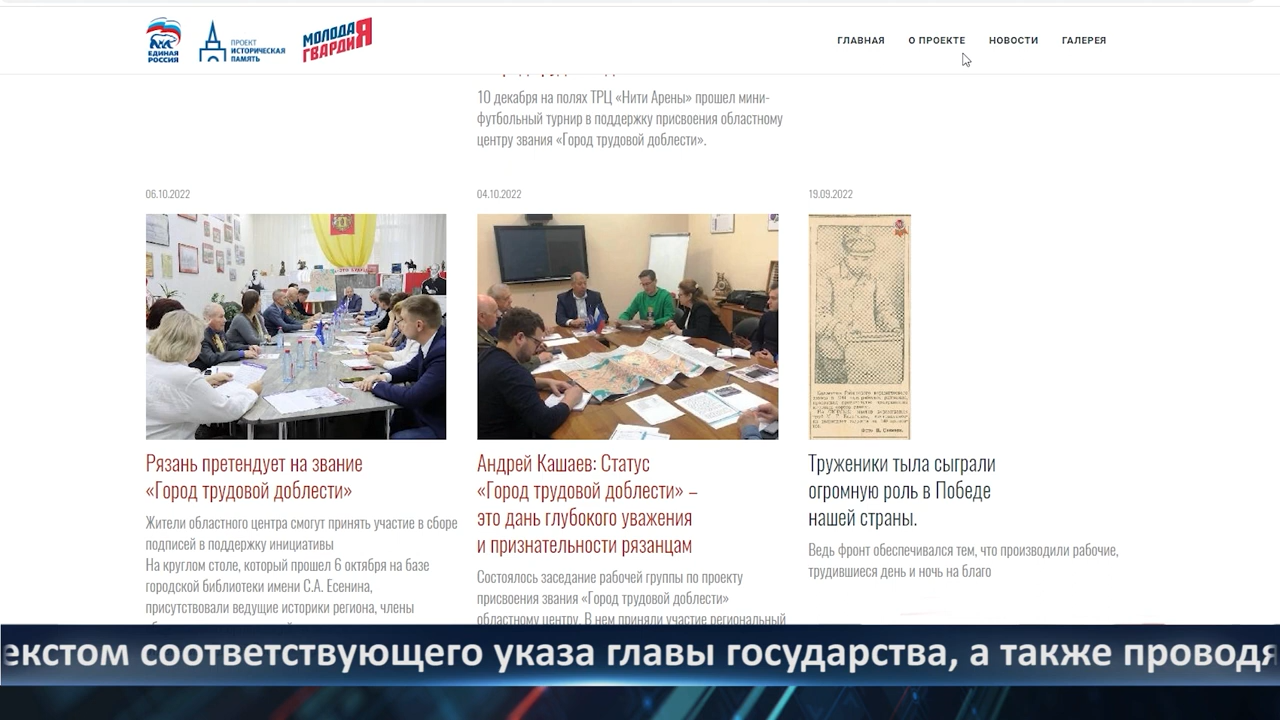 ЕДИНАЯ
РОССИЯ
ПРОЕКТ
ИСТОРИЧЕСКАЯ
ПАМЯТЬ
МОЛОДАЯ
ГВАРДИЯ
ГЛАВНАЯ
О ПРОЕКТЕ
НОВОСТИ
ГАЛЕРЕЯ
10 декабря на полях ТРЦ «Нити Арены» прошел мини-
футбольный турнир в поддержку присвоения областному
центру звания «Город трудовой доблести».
06.10.2022
Рязань претендует на звание
«Город трудовой доблести»
Жители областного центра смогут принять участие в сборе
подписей в поддержку инициативы
На круглом столе, который прошел 6 октября на базе
городской библиотеки имени С.А. Есенина,
присутствовали ведущие историки региона, члены
04.10.2022
Андрей Кашаев: Статус
«Город трудовой доблести» –
это дань глубокого уважения
и признательности рязанцам
Состоялось заседание рабочей группы по проекту
присвоения звания «Город трудовой доблести»
областному центру. В нем приняли участие региональный
19.09.2022
Труженики тыла сыграли
огромную роль в Победе
нашей страны.
Ведь фронт обеспечивался тем, что производили рабочие,
трудившиеся день и ночь на благо
екстом соответствующего указа главы государства, а также проводя